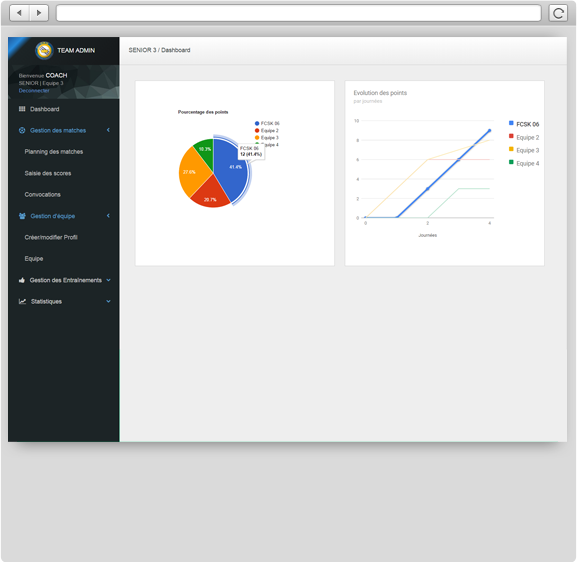 TEAM ADMIN
SENIOR 3 / Dashboard
Bienvenue COACH
SENIOR | Equipe 3
Deconnecter
Dashboard
Gestion des matches
Planning des matches
Saisie des scores
Convocations
Gestion d'équipe
Créer/modifier Profil
Equipe
Gestion des Entraînements
Statistiques
Pourcentage des points
FCSK 06
Equipe 2
Equipe 3
Equipe 4
FCSK 06
12 (41.4%)
10.3%
41.4%
27.6%
20.7%
Evolution des points
par journées
10
8
6
4
2
0
0
2
4
Journées
FCSK 06
Equipe 2
Equipe 3
Equipe 4